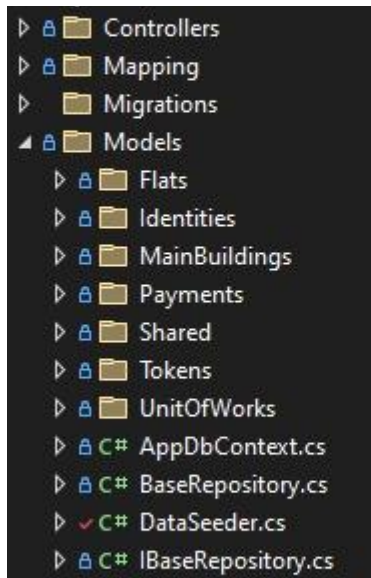 Controllers
Mapping
Migrations
Models
Flats
Identities
MainBuildings
Payments
Shared
Tokens
UnitOfWorks
C# AppDbContext.cs
C# BaseRepository.cs
C# DataSeeder.cs
C# IBaseRepository.cs